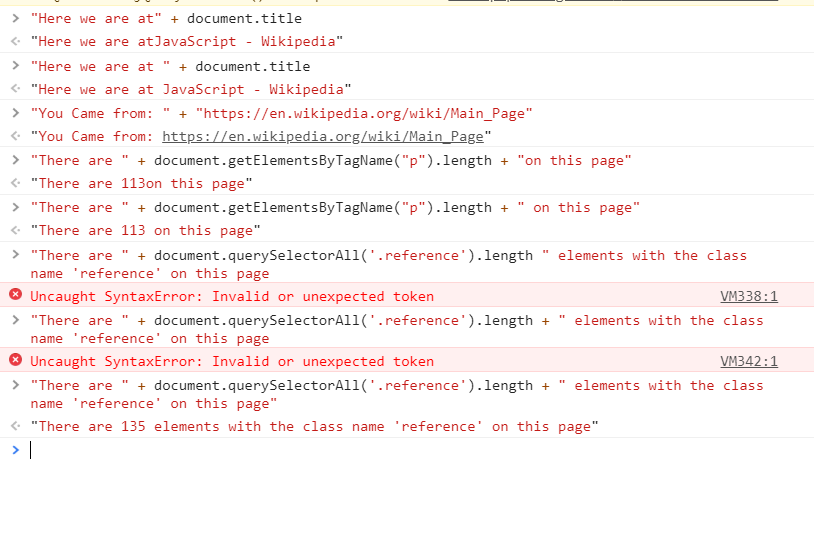 > "Here we are at" + document.title
<· "Here we are atJavaScript - Wikipedia"
> "Here we are at " + document.title
<· "Here we are at JavaScript - Wikipedia"
> "You Came from: " + "https://en.wikipedia.org/wiki/Main_Page"
<· "You Came from: https://en.wikipedia.org/wiki/Main_Page"
> "There are " + document.getElementsByTagName("p").length + "on this page"
<· "There are 113on this page"
> "There are " + document.getElementsByTagName("p").length + " on this page"
<· "There are 113 on this page"
> "There are " + document.querySelectorAll('.reference').length " elements with the class
name 'reference' on this page
Uncaught SyntaxError: Invalid or unexpected token VM338:1
> "There are " + document.querySelectorAll('.reference').length + " elements with the class
name 'reference' on this page
Uncaught SyntaxError: Invalid or unexpected token VM342:1
> "There are " + document.querySelectorAll('.reference').length + " elements with the class
name 'reference' on this page"
<· "There are 135 elements with the class name 'reference' on this page"
>